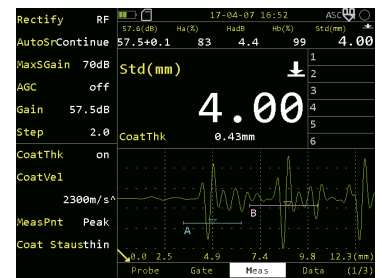 Rectify RF
17-04-07 16:52 ASC
57.6(dB) Ha(%) HadB Hb(%) Std(mm)
AutoSrContinue 57.5+0.1 83 4.4 99 4.00
MaxSGain 70dB
Std(mm)
1
2
AGC off
3
4.00
Gain 57.5dB
4
Step 2.0
5
CoatThk 0.43mm
6
CoatThk on
CoatVel
2300m/s^
B
MeasPnt Peak
A
Coat Stausthin
0.0 2.5 4.9 7.4 9.8 12.3(mm)
Probe Gate Meas Data (1/3)